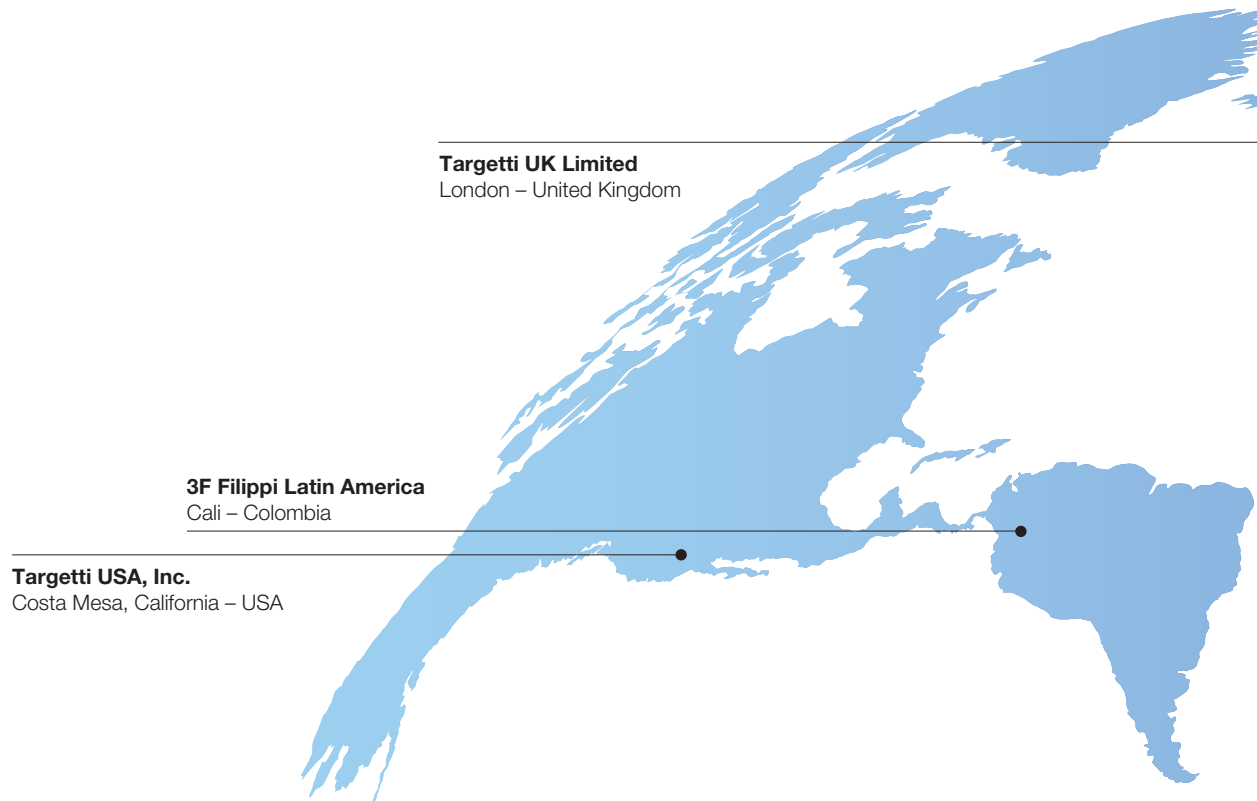 Targetti UK Limited
London – United Kingdom
3F Filippi Latin America
Cali – Colombia
Targetti USA, Inc.
Costa Mesa, California – USA